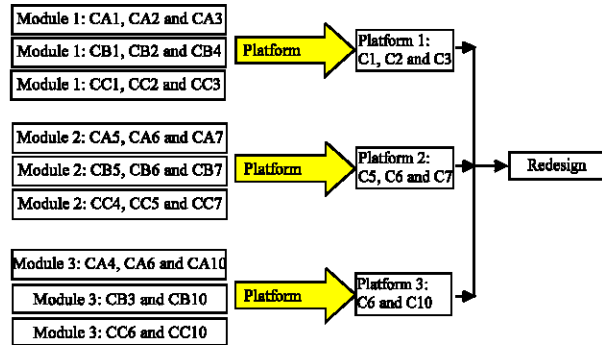 Module 1: CA1, CA2 and CA3
Module 1: CB1, CB2 and CB4
Module 1: CC1, CC2 and CC3
Platform
Platform 1:
C1, C2 and C3
Module 2: CA5, CA6 and CA7
Module 2: CB5, CB6 and CB7
Module 2: CC4, CC5 and CC7
Platform
Platform 2:
C5, C6 and C7
Redesign
Module 3: CA4, CA6 and CA10
Module 3: CB3 and CB10
Module 3: CC6 and CC10
Platform
Platform 3:
C6 and C10